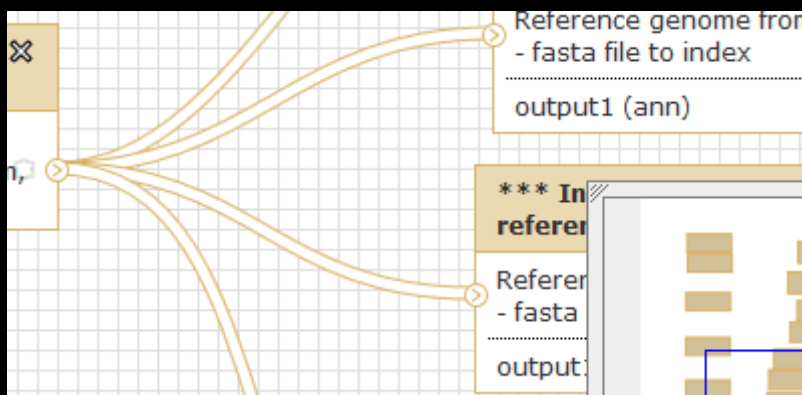 Reference genome from
- fasta file to index
output1 (ann)
*** In
referen
Referen
- fasta
output1
n,